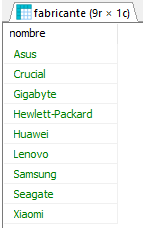 fabricante (9r × 1c)
nombre
Asus
Crucial
Gigabyte
Hewlett-Packard
Huawei
Lenovo
Samsung
Seagate
Xiaomi